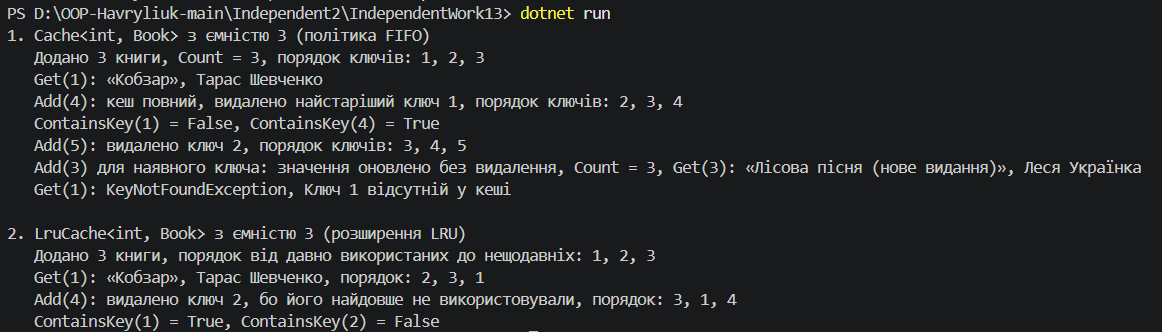 PS D:\OOP-Havryliuk-main\Independent2\IndependentWork13> dotnet run
1. Cache<int, Book> з ємністю 3 (політика FIFO)
Додано 3 книги, Count = 3, порядок ключів: 1, 2, 3
Get(1): «Кобзар», Тарас Шевченко
Add(4): кеш повний, видалено найстаріший ключ 1, порядок ключів: 2, 3, 4
ContainsKey(1) = False, ContainsKey(4) = True
Add(5): видалено ключ 2, порядок ключів: 3, 4, 5
Add(3) для наявного ключа: значення оновлено без видалення, Count = 3, Get(3): «Лісова пісня (нове видання)», Леся Українка
Get(1): KeyNotFoundException, Ключ 1 відсутній у кеші
2. LruCache<int, Book> з ємністю 3 (розширення LRU)
Додано 3 книги, порядок від давно використаних до нещодавніх: 1, 2, 3
Get(1): «Кобзар», Тарас Шевченко, порядок: 2, 3, 1
Add(4): видалено ключ 2, бо його найдовше не використовували, порядок: 3, 1, 4
ContainsKey(1) = True, ContainsKey(2) = False